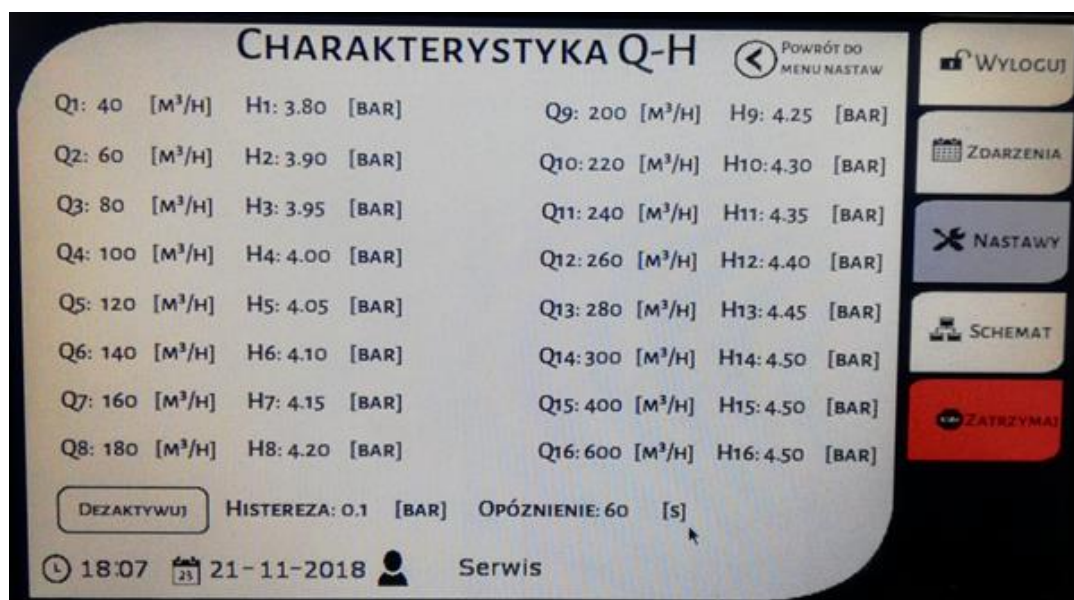 CHARAKTERYSTYKA Q-H
POWRÓT DO
MENU NASTAW
WYLOGUJ
Q1: 40 [M³/H] H1: 3.80 [BAR] Q9: 200 [M³/H] H9: 4.25 [BAR]
Q2: 60 [M³/H] H2: 3.90 [BAR] Q10: 220 [M³/H] H10: 4.30 [BAR]
ZDARZENIA
Q3: 80 [M³/H] H3: 3.95 [BAR] Q11: 240 [M³/H] H11: 4.35 [BAR]
NASTAWY
Q4: 100 [M³/H] H4: 4.00 [BAR] Q12: 260 [M³/H] H12: 4.40 [BAR]
Q5: 120 [M³/H] H5: 4.05 [BAR] Q13: 280 [M³/H] H13: 4.45 [BAR]
SCHEMAT
Q6: 140 [M³/H] H6: 4.10 [BAR] Q14: 300 [M³/H] H14: 4.50 [BAR]
Q7: 160 [M³/H] H7: 4.15 [BAR] Q15: 400 [M³/H] H15: 4.50 [BAR]
ZATRZYMAJ
Q8: 180 [M³/H] H8: 4.20 [BAR] Q16: 600 [M³/H] H16: 4.50 [BAR]
DEZAKTYWUJ HISTEREZA: 0.1 [BAR] OPÓZNIENIE: 60 [S]
18:07 23 21-11-2018 Serwis